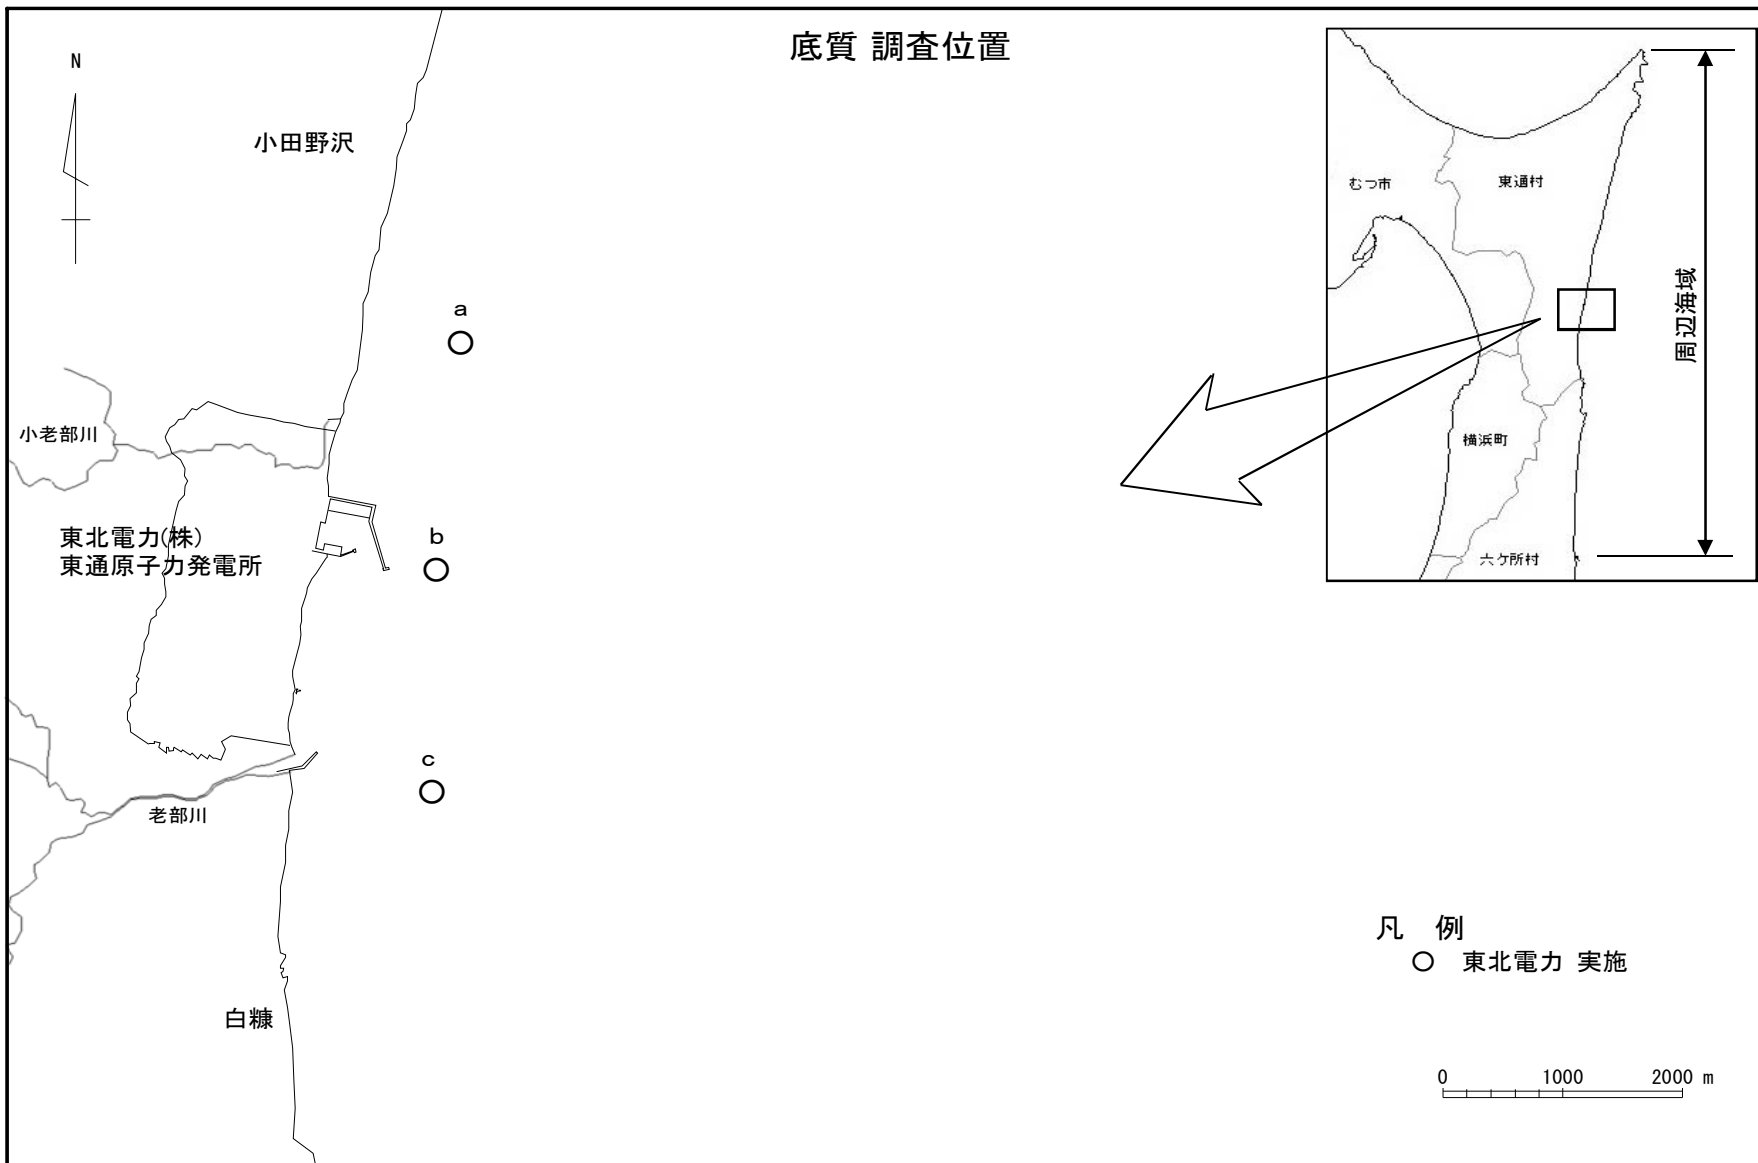 底質 調査位置
N
小田野沢
むつ市
東通村
周辺海域
a
小老部川
横浜町
東北電力(株)
東通原子力発電所
b
六ケ所村
c
老部川
凡 例
○ 東北電力 実施
白糠
0 1000 2000 m